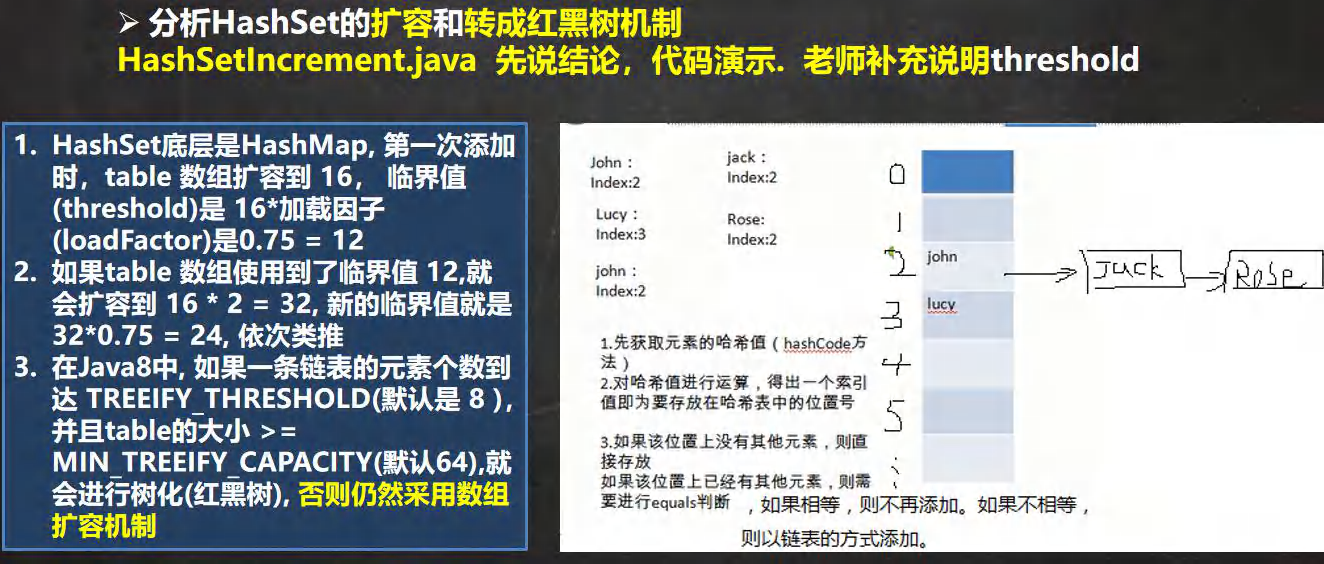 ➢ 分析HashSet的扩容和转成红黑树机制
HashSetIncrement.java 先说结论，代码演示. 老师补充说明threshold
1. HashSet底层是HashMap, 第一次添加
时，table 数组扩容到 16， 临界值
(threshold)是 16*加载因子
(loadFactor)是0.75 = 12
2. 如果table 数组使用到了临界值 12,就
会扩容到 16 * 2 = 32, 新的临界值就是
32*0.75 = 24, 依次类推
3. 在Java8中, 如果一条链表的元素个数到
达 TREEIFY_THRESHOLD(默认是 8 ),
并且table的大小 >=
MIN_TREEIFY_CAPACITY(默认64),就
会进行树化(红黑树), 否则仍然采用数组
扩容机制
John：
Index:2
jack：
Index:2
Lucy：
Index:3
Rose:
Index:2
john：
Index:2
1.先获取元素的哈希值（hashCode方
法）
2.对哈希值进行运算，得出一个索引
值即为要存放在哈希表中的位置号
3.如果该位置上没有其他元素，则直
接存放
如果该位置上已经有其他元素，则需
要进行equals判断 ，如果相等，则不再添加。如果不相等，
则以链表的方式添加。
0
1
2 john Jack Rose
3 lucy
4
5